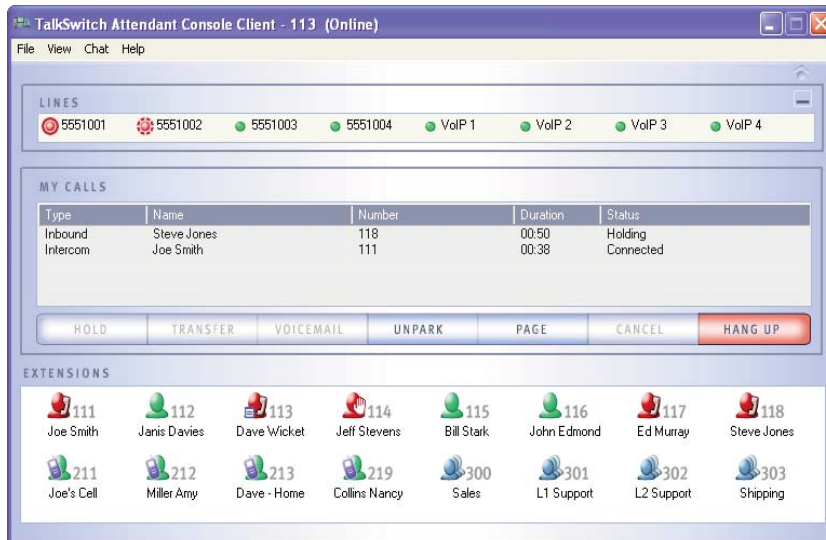 TalkSwitch Attendant Console Client - 113 (Online)
File View Chat Help
LINES
5551001 5551002 5551003 5551004 VoIP 1 VoIP 2 VoIP 3 VoIP 4
MY CALLS
Type Name Number Duration Status
Inbound Steve Jones 118 00:50 Holding
Intercom Joe Smith 111 00:38 Connected
HOLD TRANSFER VOICEMAIL UNPARK PAGE CANCEL HANG UP
EXTENSIONS
111 112 113 114 115 116 117 118
Joe Smith Janis Davies Dave Wicket Jeff Stevens Bill Stark John Edmond Ed Murray Steve Jones
211 212 213 219 300 301 302 303
Joe's Cell Miller Amy Dave - Home Collins Nancy Sales L1 Support L2 Support Shipping